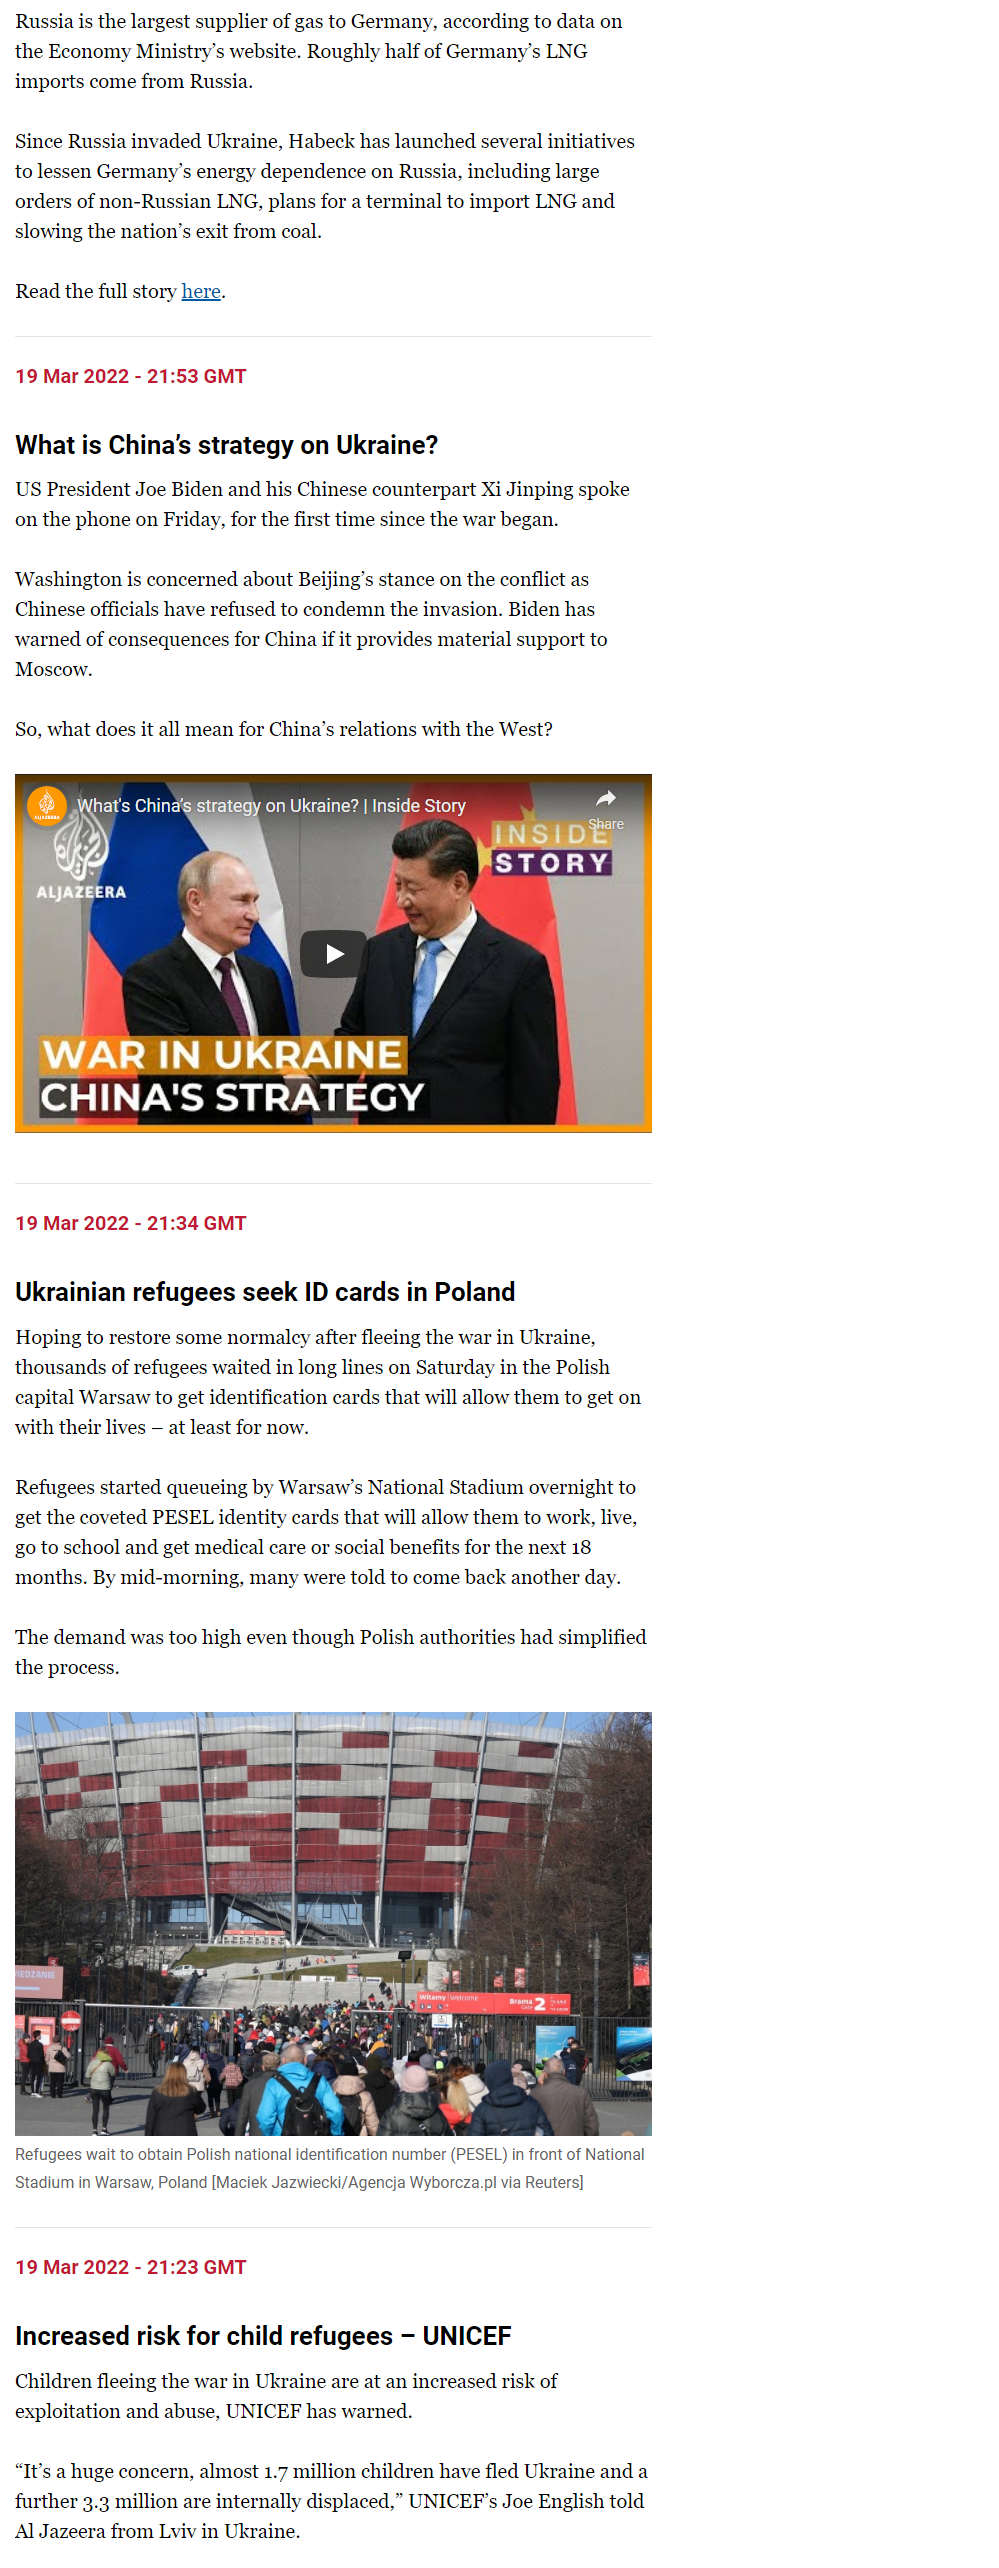 Russia is the largest supplier of gas to Germany, according to data on
the Economy Ministry’s website. Roughly half of Germany’s LNG
imports come from Russia.
Since Russia invaded Ukraine, Habeck has launched several initiatives
to lessen Germany’s energy dependence on Russia, including large
orders of non-Russian LNG, plans for a terminal to import LNG and
slowing the nation’s exit from coal.
Read the full story here.
19 Mar 2022 - 21:53 GMT
What is China’s strategy on Ukraine?
US President Joe Biden and his Chinese counterpart Xi Jinping spoke
on the phone on Friday, for the first time since the war began.
Washington is concerned about Beijing’s stance on the conflict as
Chinese officials have refused to condemn the invasion. Biden has
warned of consequences for China if it provides material support to
Moscow.
So, what does it all mean for China’s relations with the West?
What's China's strategy on Ukraine? | Inside Story
Share
INSIDE
STORY
ALJAZEERA
WAR IN UKRAINE
CHINA'S STRATEGY
19 Mar 2022 - 21:34 GMT
Ukrainian refugees seek ID cards in Poland
Hoping to restore some normalcy after fleeing the war in Ukraine,
thousands of refugees waited in long lines on Saturday in the Polish
capital Warsaw to get identification cards that will allow them to get on
with their lives – at least for now.
Refugees started queueing by Warsaw’s National Stadium overnight to
get the coveted PESEL identity cards that will allow them to work, live,
go to school and get medical care or social benefits for the next 18
months. By mid-morning, many were told to come back another day.
The demand was too high even though Polish authorities had simplified
the process.
Witamy Welcome
Brama 2
Gate
Refugees wait to obtain Polish national identification number (PESEL) in front of National
Stadium in Warsaw, Poland [Maciek Jazwiecki/Agencja Wyborcza.pl via Reuters]
19 Mar 2022 - 21:23 GMT
Increased risk for child refugees – UNICEF
Children fleeing the war in Ukraine are at an increased risk of
exploitation and abuse, UNICEF has warned.
“It’s a huge concern, almost 1.7 million children have fled Ukraine and a
further 3.3 million are internally displaced,” UNICEF’s Joe English told
Al Jazeera from Lviv in Ukraine.